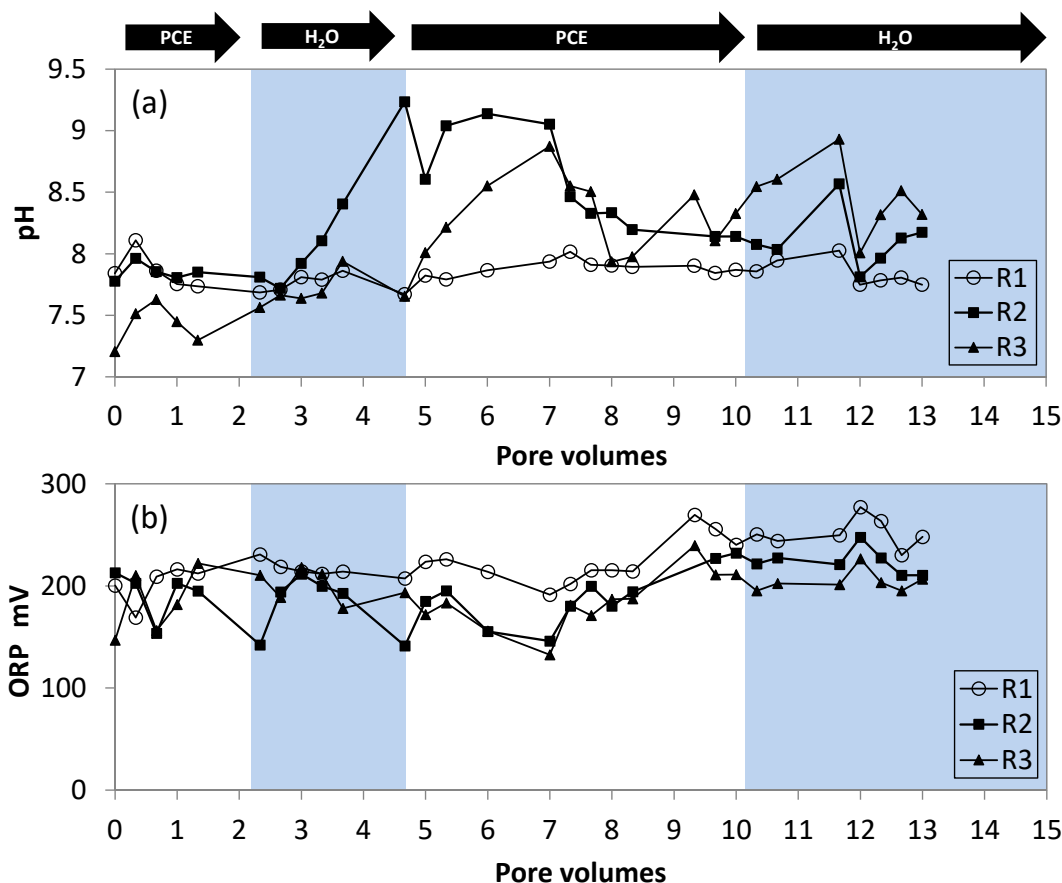 PCE H₂O PCE H₂O
(a)
pH
9.5
9
8.5
8
7.5
7
R1
R2
R3
0 1 2 3 4 5 6 7 8 9 10 11 12 13 14 15
Pore volumes
(b)
ORP mV
300
200
100
0
R1
R2
R3
0 1 2 3 4 5 6 7 8 9 10 11 12 13 14 15
Pore volumes